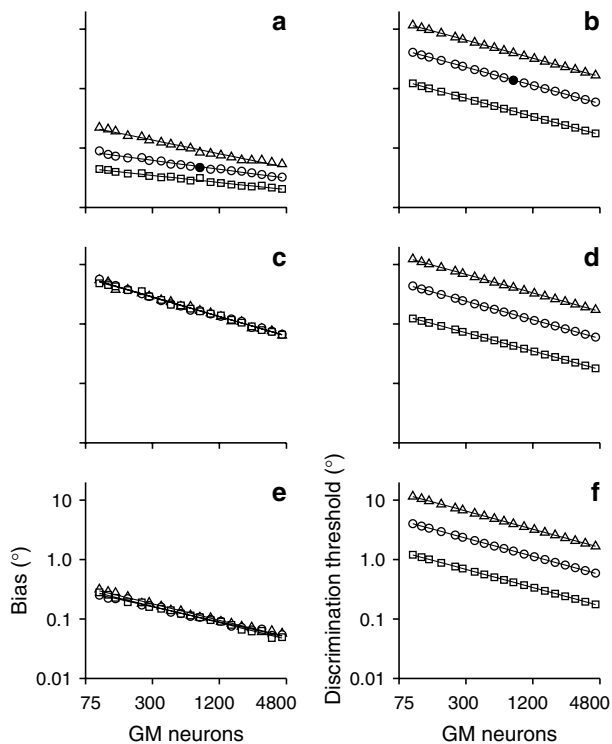 a
b
c
d
e
f
10
1.0
0.1
0.01
Bias (°)
75 300 1200 4800
GM neurons
10
1.0
0.1
0.01
Discrimination threshold (°)
75 300 1200 4800
GM neurons